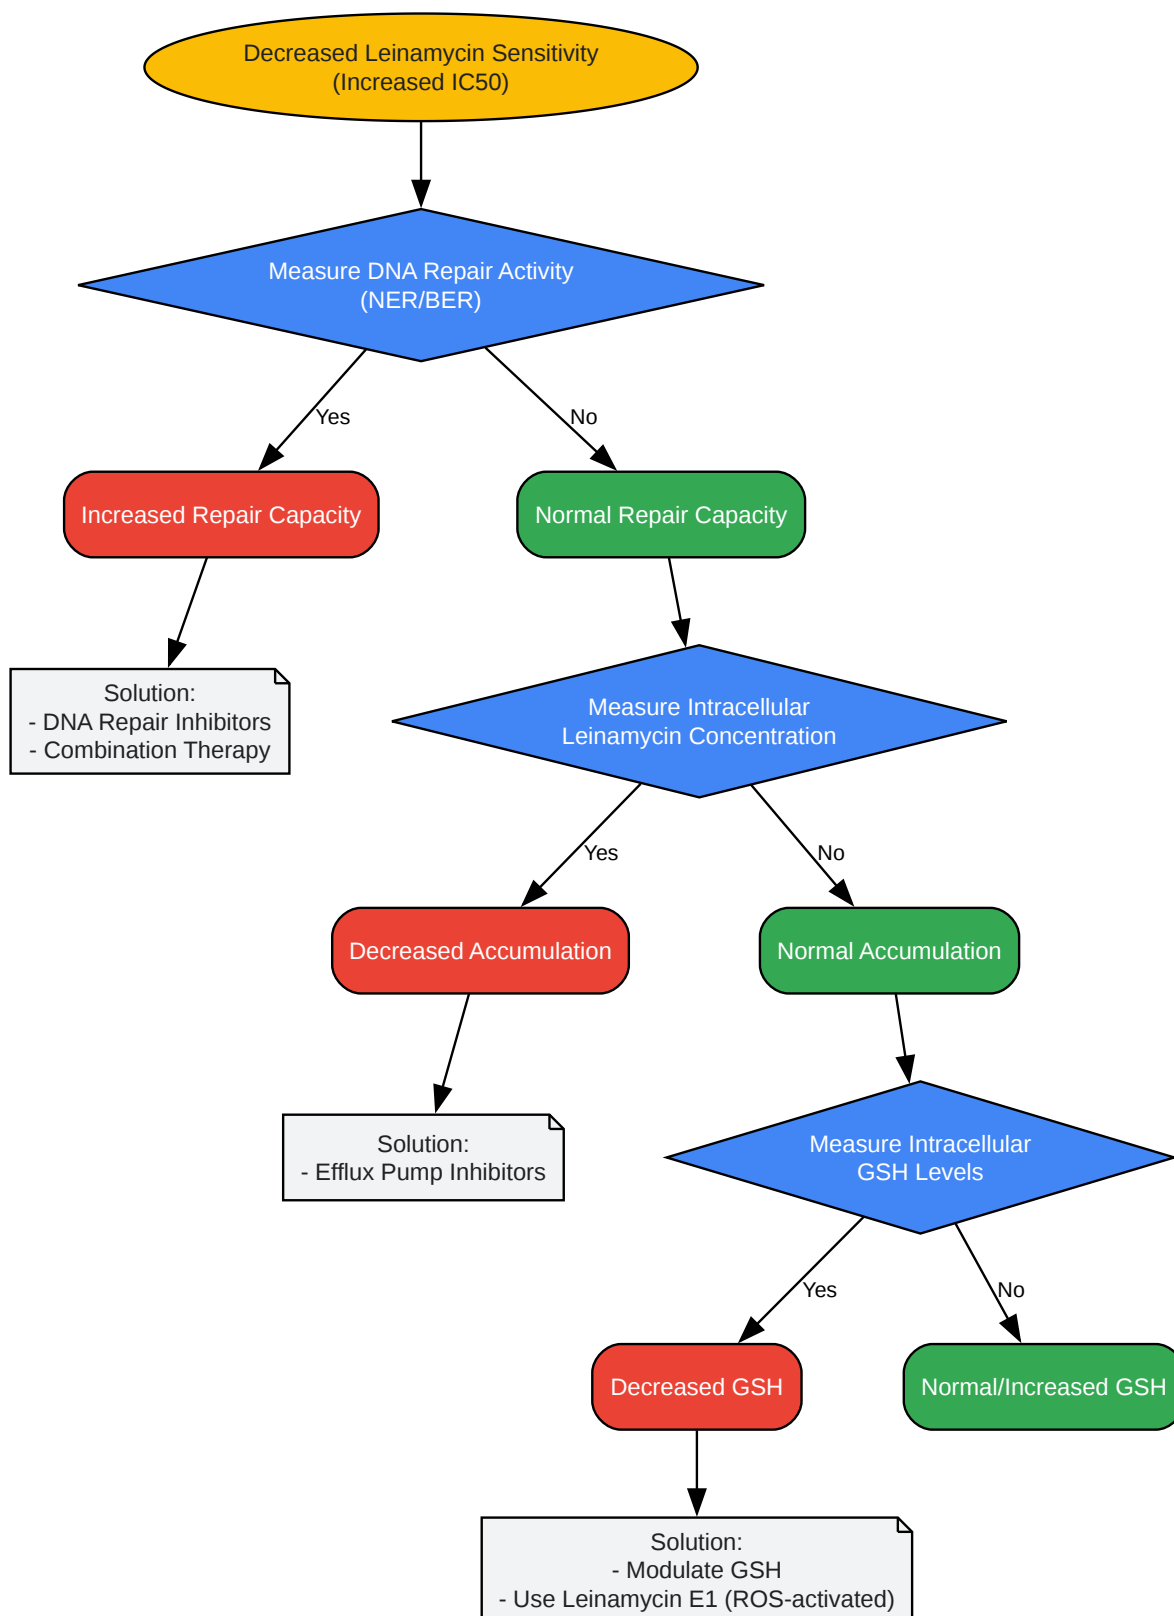 Decreased Leinamycin Sensitivity
(Increased IC50)
Measure DNA Repair Activity
(NER/BER)
Yes
No
Increased Repair Capacity
Normal Repair Capacity
Solution:
- DNA Repair Inhibitors
- Combination Therapy
Measure Intracellular
Leinamycin Concentration
Yes
No
Decreased Accumulation
Normal Accumulation
Solution:
- Efflux Pump Inhibitors
Measure Intracellular
GSH Levels
Yes
No
Decreased GSH
Normal/Increased GSH
Solution:
- Modulate GSH
- Use Leinamycin E1 (ROS-activated)